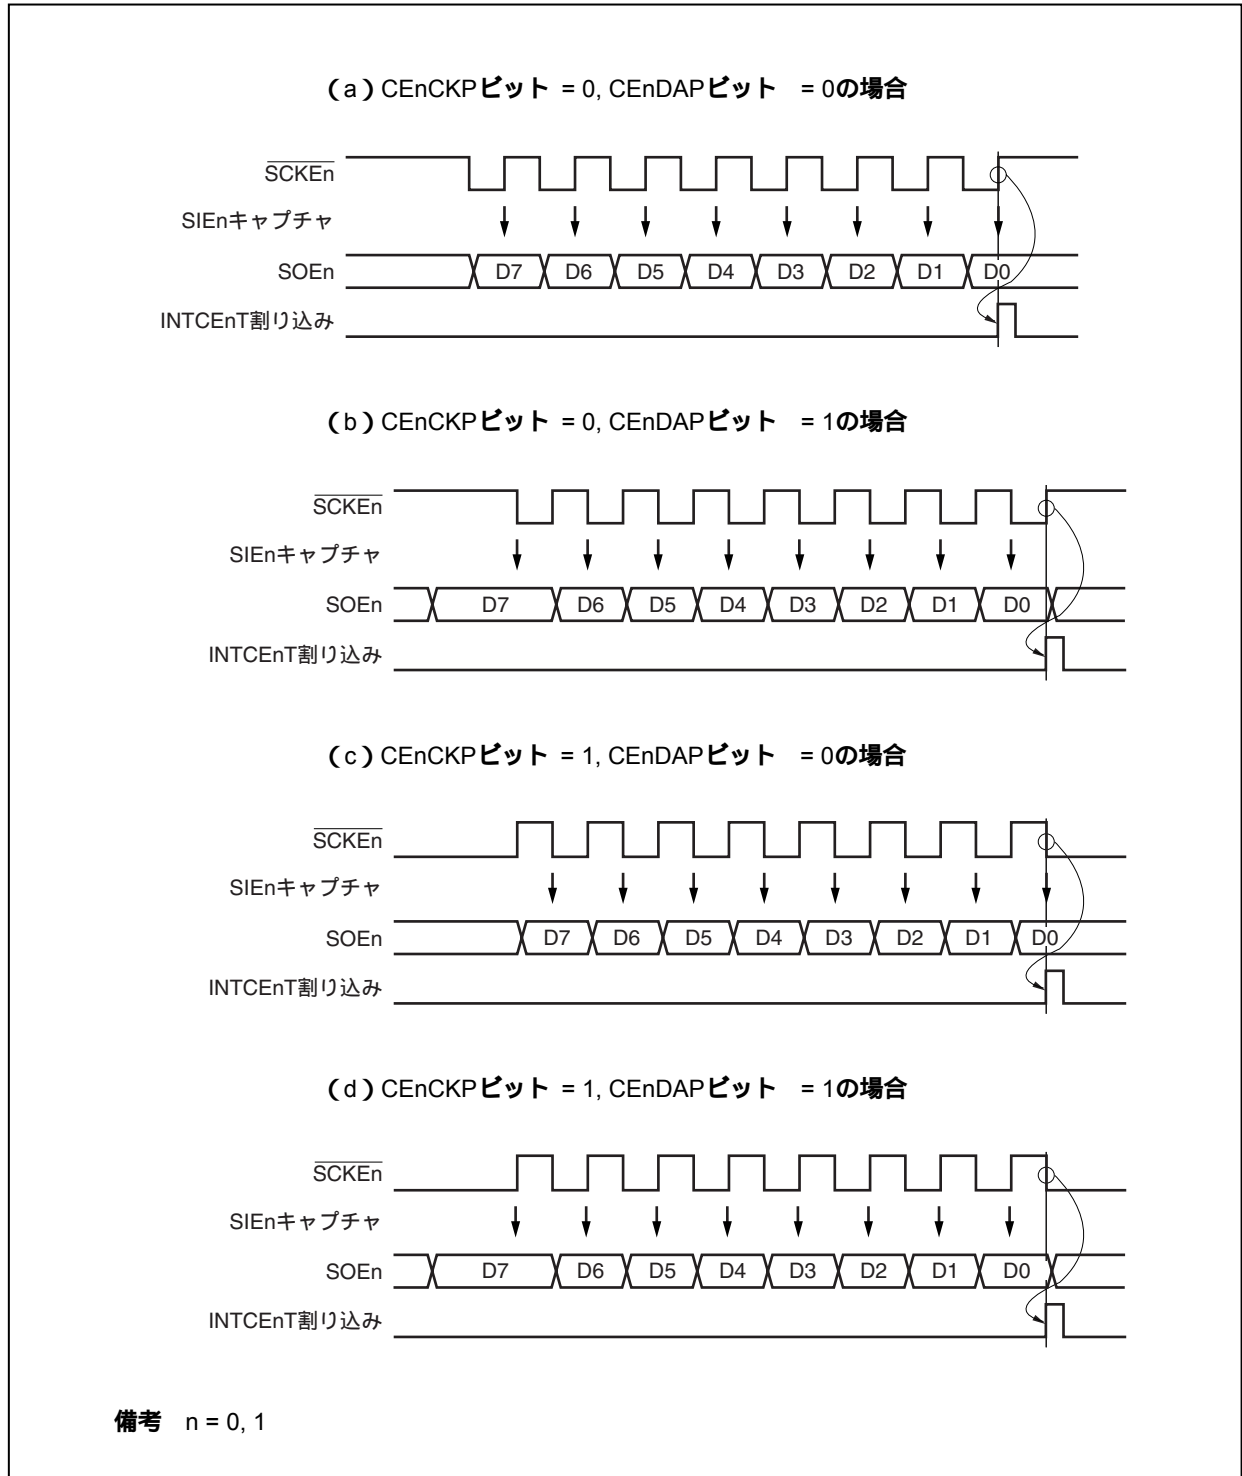 (a) CEnCKPビット = 0, CEnDAPビット = 0の場合
SCKEn
SIEnキャプチャ
SOEn D7 D6 D5 D4 D3 D2 D1 D0
INTCEnT割り込み
(b) CEnCKPビット = 0, CEnDAPビット = 1の場合
SCKEn
SIEnキャプチャ
SOEn D7 D6 D5 D4 D3 D2 D1 D0
INTCEnT割り込み
(c) CEnCKPビット = 1, CEnDAPビット = 0の場合
SCKEn
SIEnキャプチャ
SOEn D7 D6 D5 D4 D3 D2 D1 D0
INTCEnT割り込み
(d) CEnCKPビット = 1, CEnDAPビット = 1の場合
SCKEn
SIEnキャプチャ
SOEn D7 D6 D5 D4 D3 D2 D1 D0
INTCEnT割り込み
備考 n = 0, 1